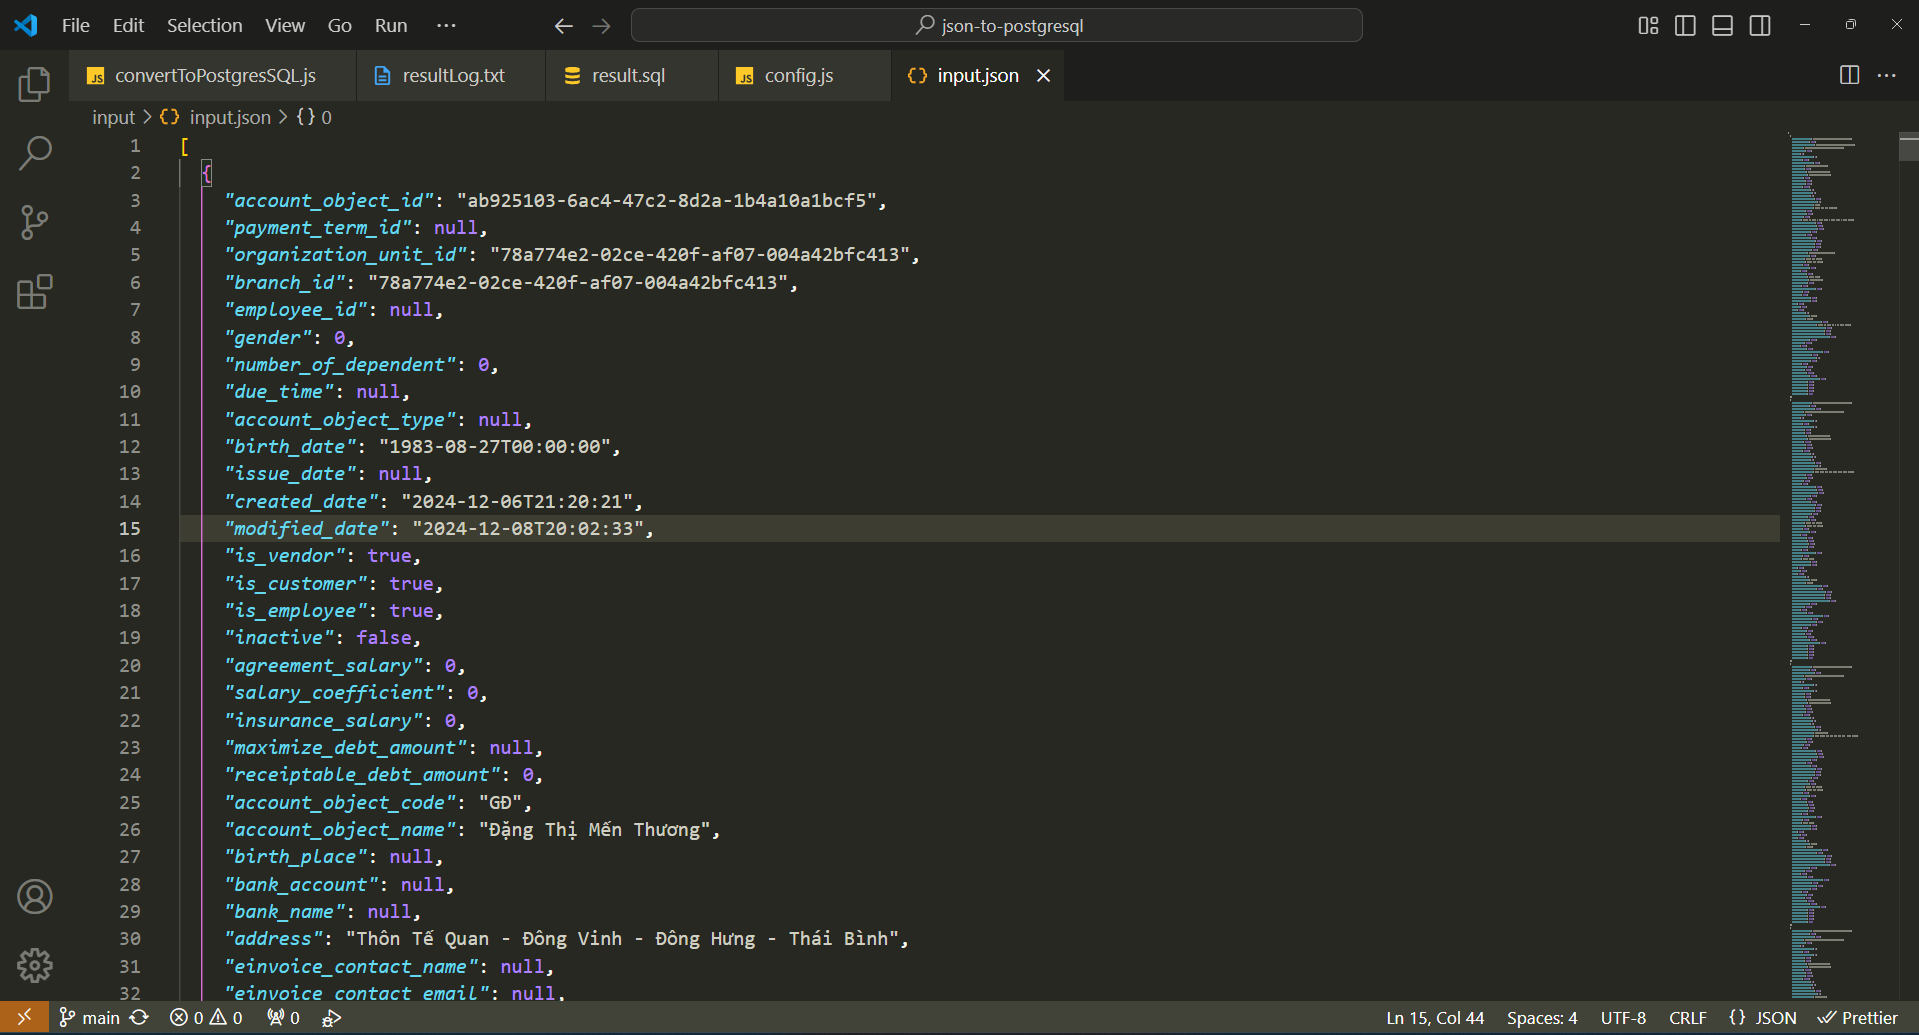 File Edit Selection View Go Run ···
json-to-postgresql
convertToPostgresSQL.js resultLog.txt result.sql config.js input.json
input > {} input.json > {} 0
1 [
2 {
3 "account_object_id": "ab925103-6ac4-47c2-8d2a-1b4a10a1bcf5",
4 "payment_term_id": null,
5 "organization_unit_id": "78a774e2-02ce-420f-af07-004a42bfc413",
6 "branch_id": "78a774e2-02ce-420f-af07-004a42bfc413",
7 "employee_id": null,
8 "gender": 0,
9 "number_of_dependent": 0,
10 "due_time": null,
11 "account_object_type": null,
12 "birth_date": "1983-08-27T00:00:00",
13 "issue_date": null,
14 "created_date": "2024-12-06T21:20:21",
15 "modified_date": "2024-12-08T20:02:33",
16 "is_vendor": true,
17 "is_customer": true,
18 "is_employee": true,
19 "inactive": false,
20 "agreement_salary": 0,
21 "salary_coefficient": 0,
22 "insurance_salary": 0,
23 "maximize_debt_amount": null,
24 "receiptable_debt_amount": 0,
25 "account_object_code": "GĐ",
26 "account_object_name": "Đặng Thị Mến Thương",
27 "birth_place": null,
28 "bank_account": null,
29 "bank_name": null,
30 "address": "Thôn Tế Quan - Đông Vinh - Đông Hưng - Thái Bình",
31 "einvoice_contact_name": null,
32 "einvoice_contact_email": null,
main 0 0 0 Ln 15, Col 44 Spaces: 4 UTF-8 CRLF {} JSON Prettier